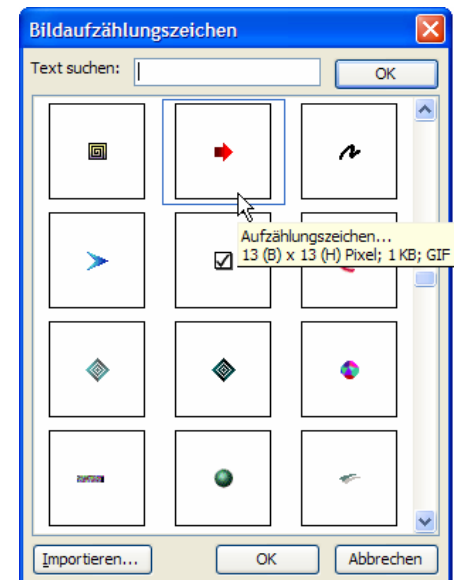 Bildaufzählungszeichen
Text suchen: OK
Aufzählungszeichen...
13 (B) x 13 (H) Pixel; 1 KB; GIF
Importieren... OK Abbrechen